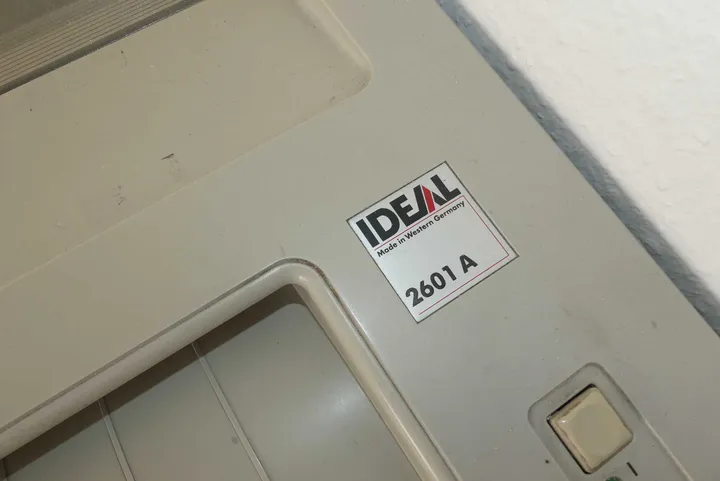 IDEAL
Made in Western Germany
2601 A
I